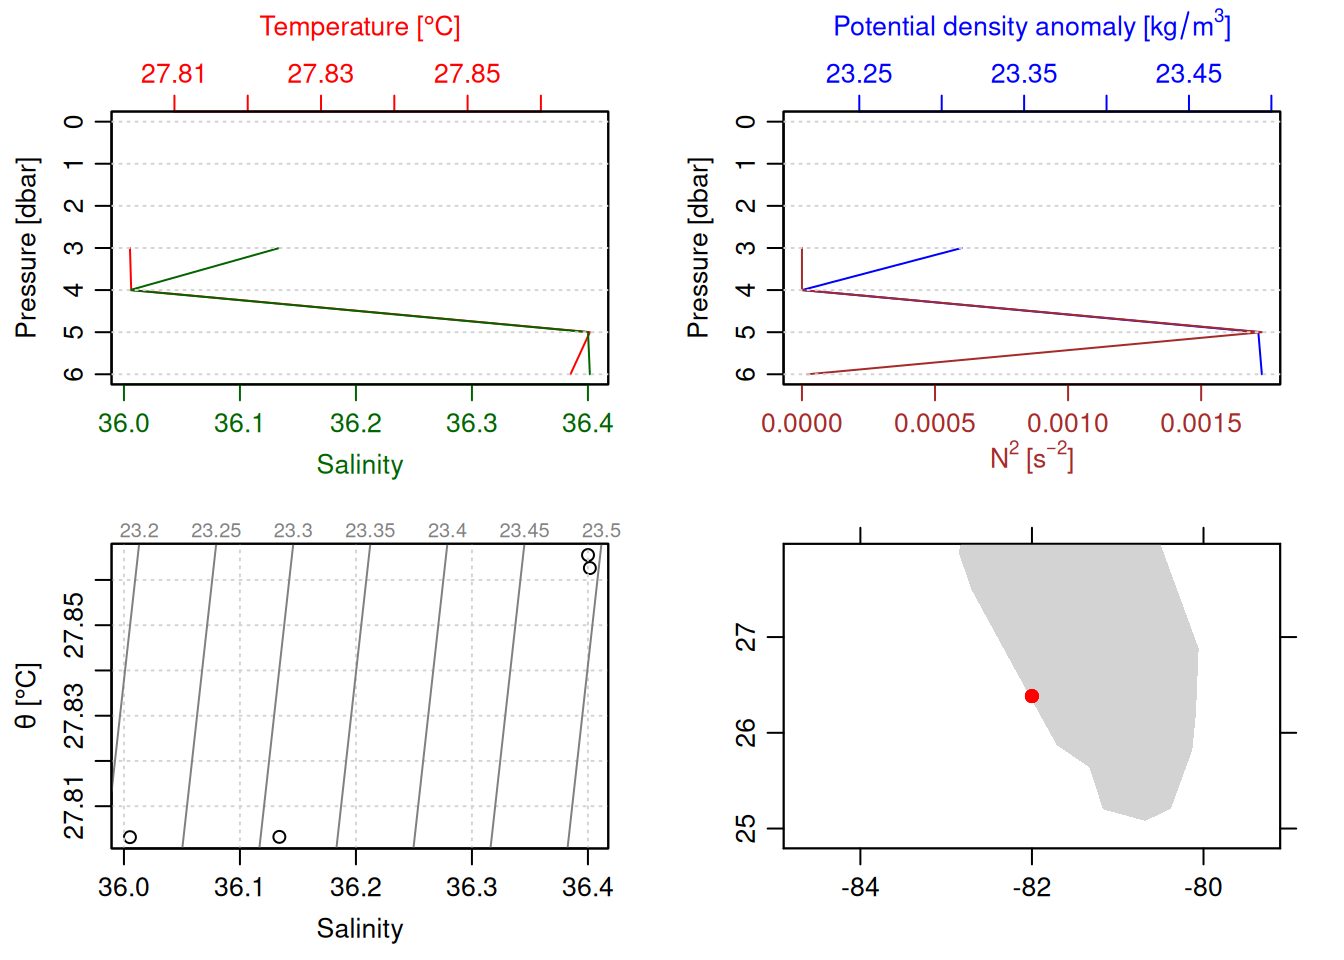 Temperature [°C]
27.81 27.83 27.85
Pressure [dbar]
0
1
2
3
4
5
6
36.0 36.1 36.2 36.3 36.4
Salinity
Potential density anomaly [kg/m³]
23.25 23.35 23.45
Pressure [dbar]
0
1
2
3
4
5
6
0.0000 0.0005 0.0010 0.0015
N² [s⁻²]
23.2 23.25 23.3 23.35 23.4 23.45 23.5
θ [°C]
27.85
27.83
27.81
36.0 36.1 36.2 36.3 36.4
Salinity
27
26
25
-84 -82 -80